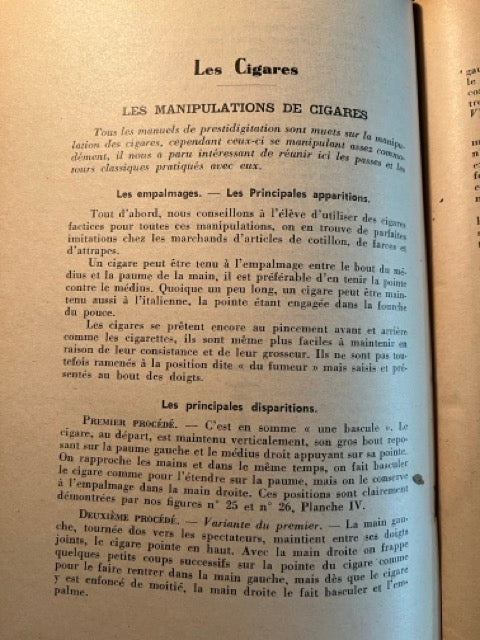 Les Cigares
LES MANIPULATIONS DE CIGARES
Tous les manuels de prestidigitation sont muets sur la manipu-
lation des cigares, cependant ceux-ci se manipulant assez commo-
dément, il nous a paru intéressant de réunir ici les passes et les
tours classiques pratiqués avec eux.
Les empalmages. — Les Principales apparitions.
Tout d'abord, nous conseillons à l'élève d'utiliser des cigares
factices pour toutes ces manipulations, on en trouve de parfaites
imitations chez les marchands d'articles de cotillon, de farces et
d'attrapes.
Un cigare peut être tenu à l'empalmage entre le bout du mé-
dius et la paume de la main, il est préférable d'en tenir la pointe
contre le médius. Quoique un peu long, un cigare peut être main-
tenu aussi à l'italienne, la pointe étant engagée dans la fourche
du pouce.
Les cigares se prêtent encore au pincement avant et arrière
comme les cigarettes, ils sont même plus faciles à maintenir en
raison de leur consistance et de leur grosseur. Ils ne sont pas tou-
tefois ramenés à la position dite « du fumeur » mais saisis et pré-
sentés au bout des doigts.
Les principales disparitions.
PREMIER PROCÉDÉ. — C'est en somme « une bascule ». Le
cigare, au départ, est maintenu verticalement, son gros bout repo-
sant sur la paume gauche et le médius droit appuyant sur sa pointe.
On rapproche les mains et dans le même temps, on fait basculer
le cigare comme pour l'étendre sur la paume, mais on le conserve
à l'empalmage dans la main droite. Ces positions sont clairement
démontrées par nos figures n° 25 et n° 26, Planche IV.
DEUXIÈME PROCÉDÉ. — Variante du premier. — La main gau-
che, tournée dos vers les spectateurs, maintient entre ses doigts
joints, le cigare pointe en haut. Avec la main droite on frappe
quelques petits coups successifs sur la pointe du cigare comme
pour le faire rentrer dans la main gauche, mais dès que le cigare
y est enfoncé de moitié, la main droite le fait basculer et l'em-
palme.